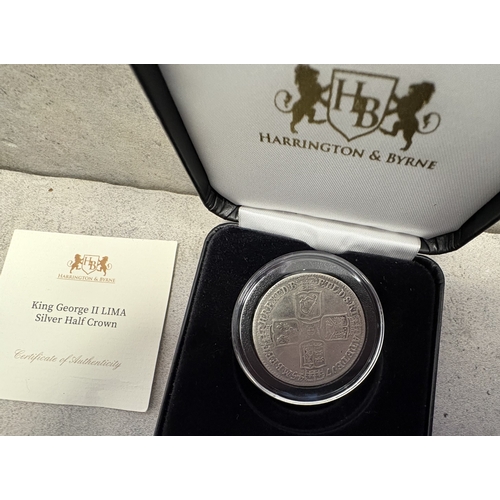 HB
HARRINGTON & BYRNE
HB
HARRINGTON & BYRNE
King George II LIMA
Silver Half Crown
Certificate of Authenticity